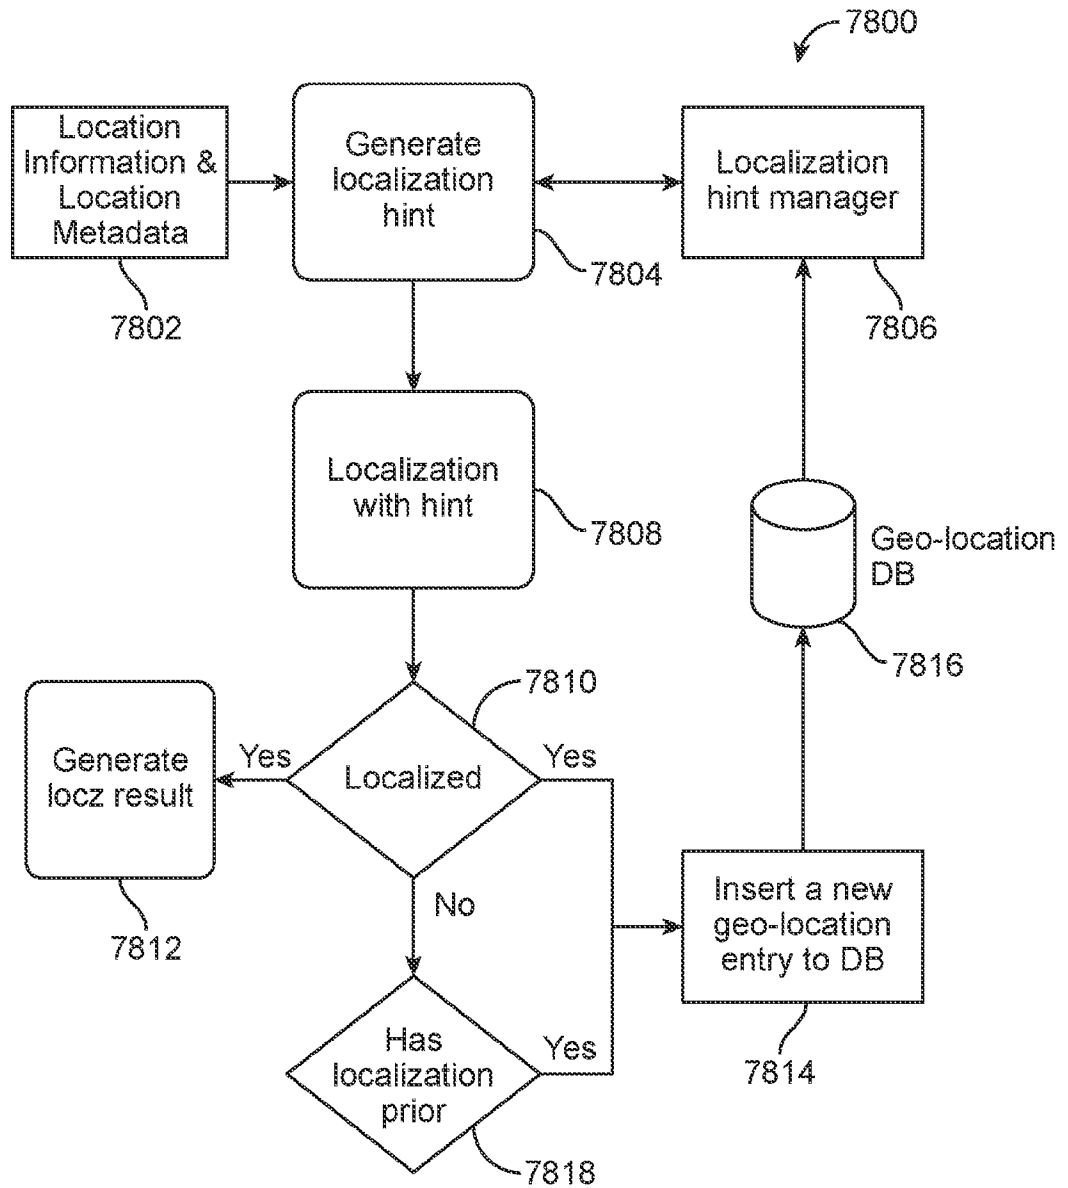 7800
Location
Information &
Location
Metadata
7802
Generate
localization
hint
7804
Localization
hint manager
7806
Localization
with hint
7808
Geo-location
DB
7816
7810
Localized
Yes
Yes
No
Generate
locz result
7812
Insert a new
geo-location
entry to DB
7814
Has
localization
prior
Yes
7818